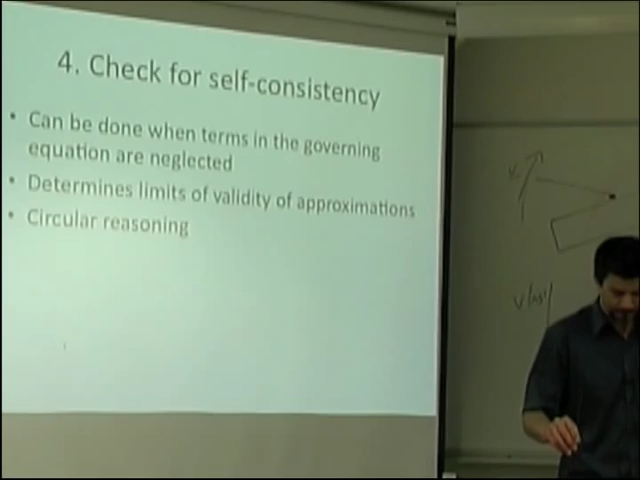 4. Check for self-consistency
• Can be done when terms in the governing
equation are neglected
• Determines limits of validity of approximations
• Circular reasoning